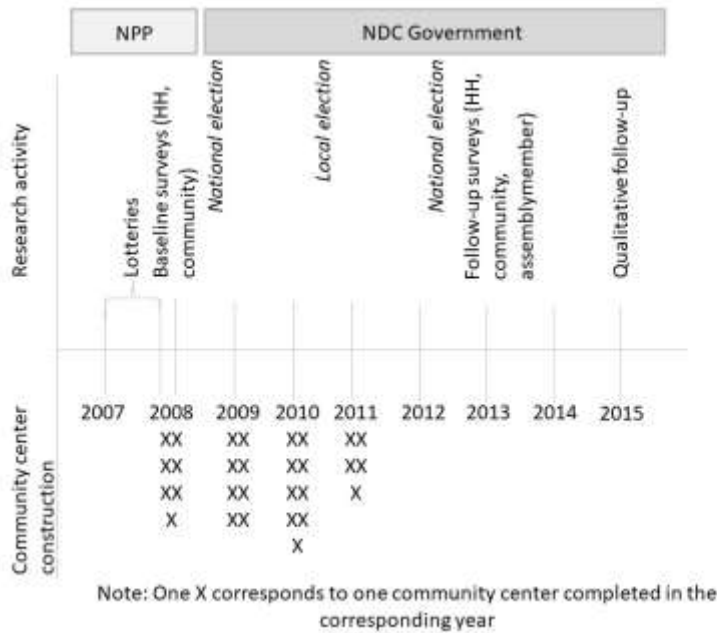 NPP
NDC Government
Research activity
Lotteries
Baseline surveys (HH,
community)
National election
Local election
National election
Follow-up surveys (HH,
community,
assemblymember)
Qualitative follow-up
2007 2008 2009 2010 2011 2012 2013 2014 2015
Community center
construction
XX XX XX XX
XX XX XX XX
XX XX XX X
X XX XX
X
Note: One X corresponds to one community center completed in the
corresponding year